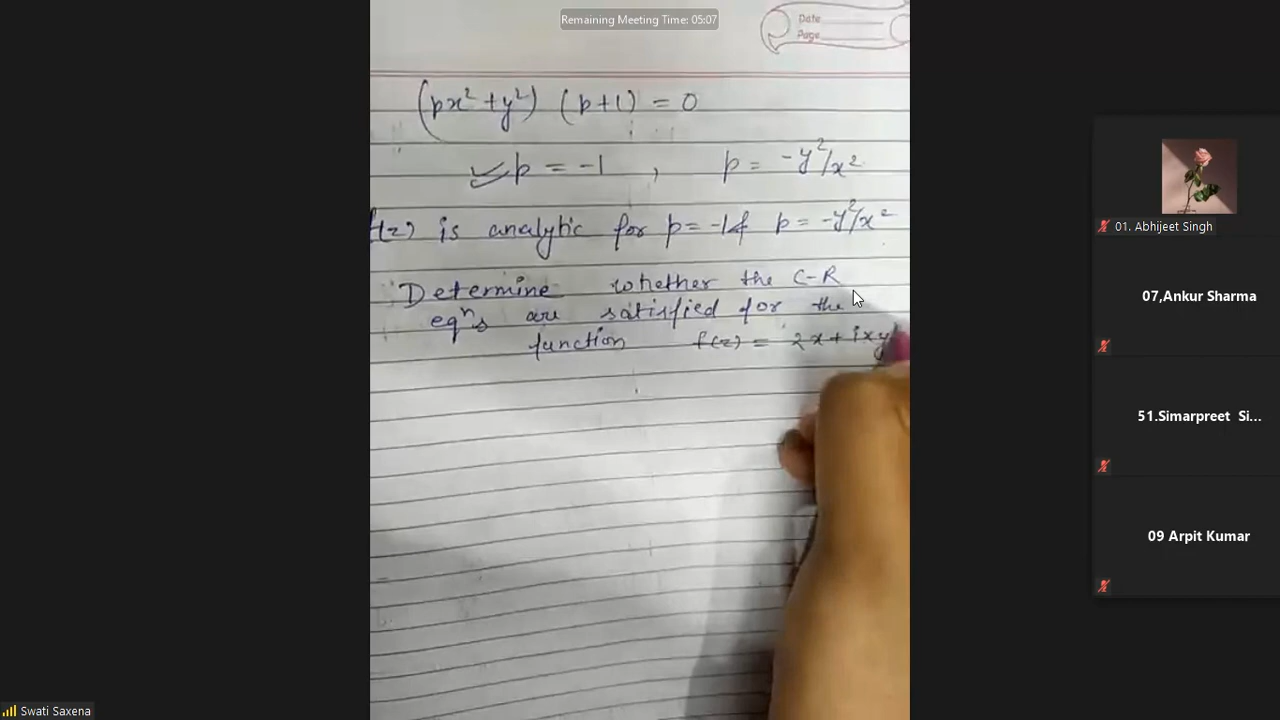 Remaining Meeting Time: 05:07
Date
Page
(px² + y²) (p+1) = 0
p = -1 , p = -y²/x²
f(z) is analytic for p = -1 & p = -y²/x²
Determine whether the C-R
eqⁿs are satisfied for the
function f(z) = 2x + ixy
01. Abhijeet Singh
07,Ankur Sharma
51.Simarpreet Si...
09 Arpit Kumar
Swati Saxena